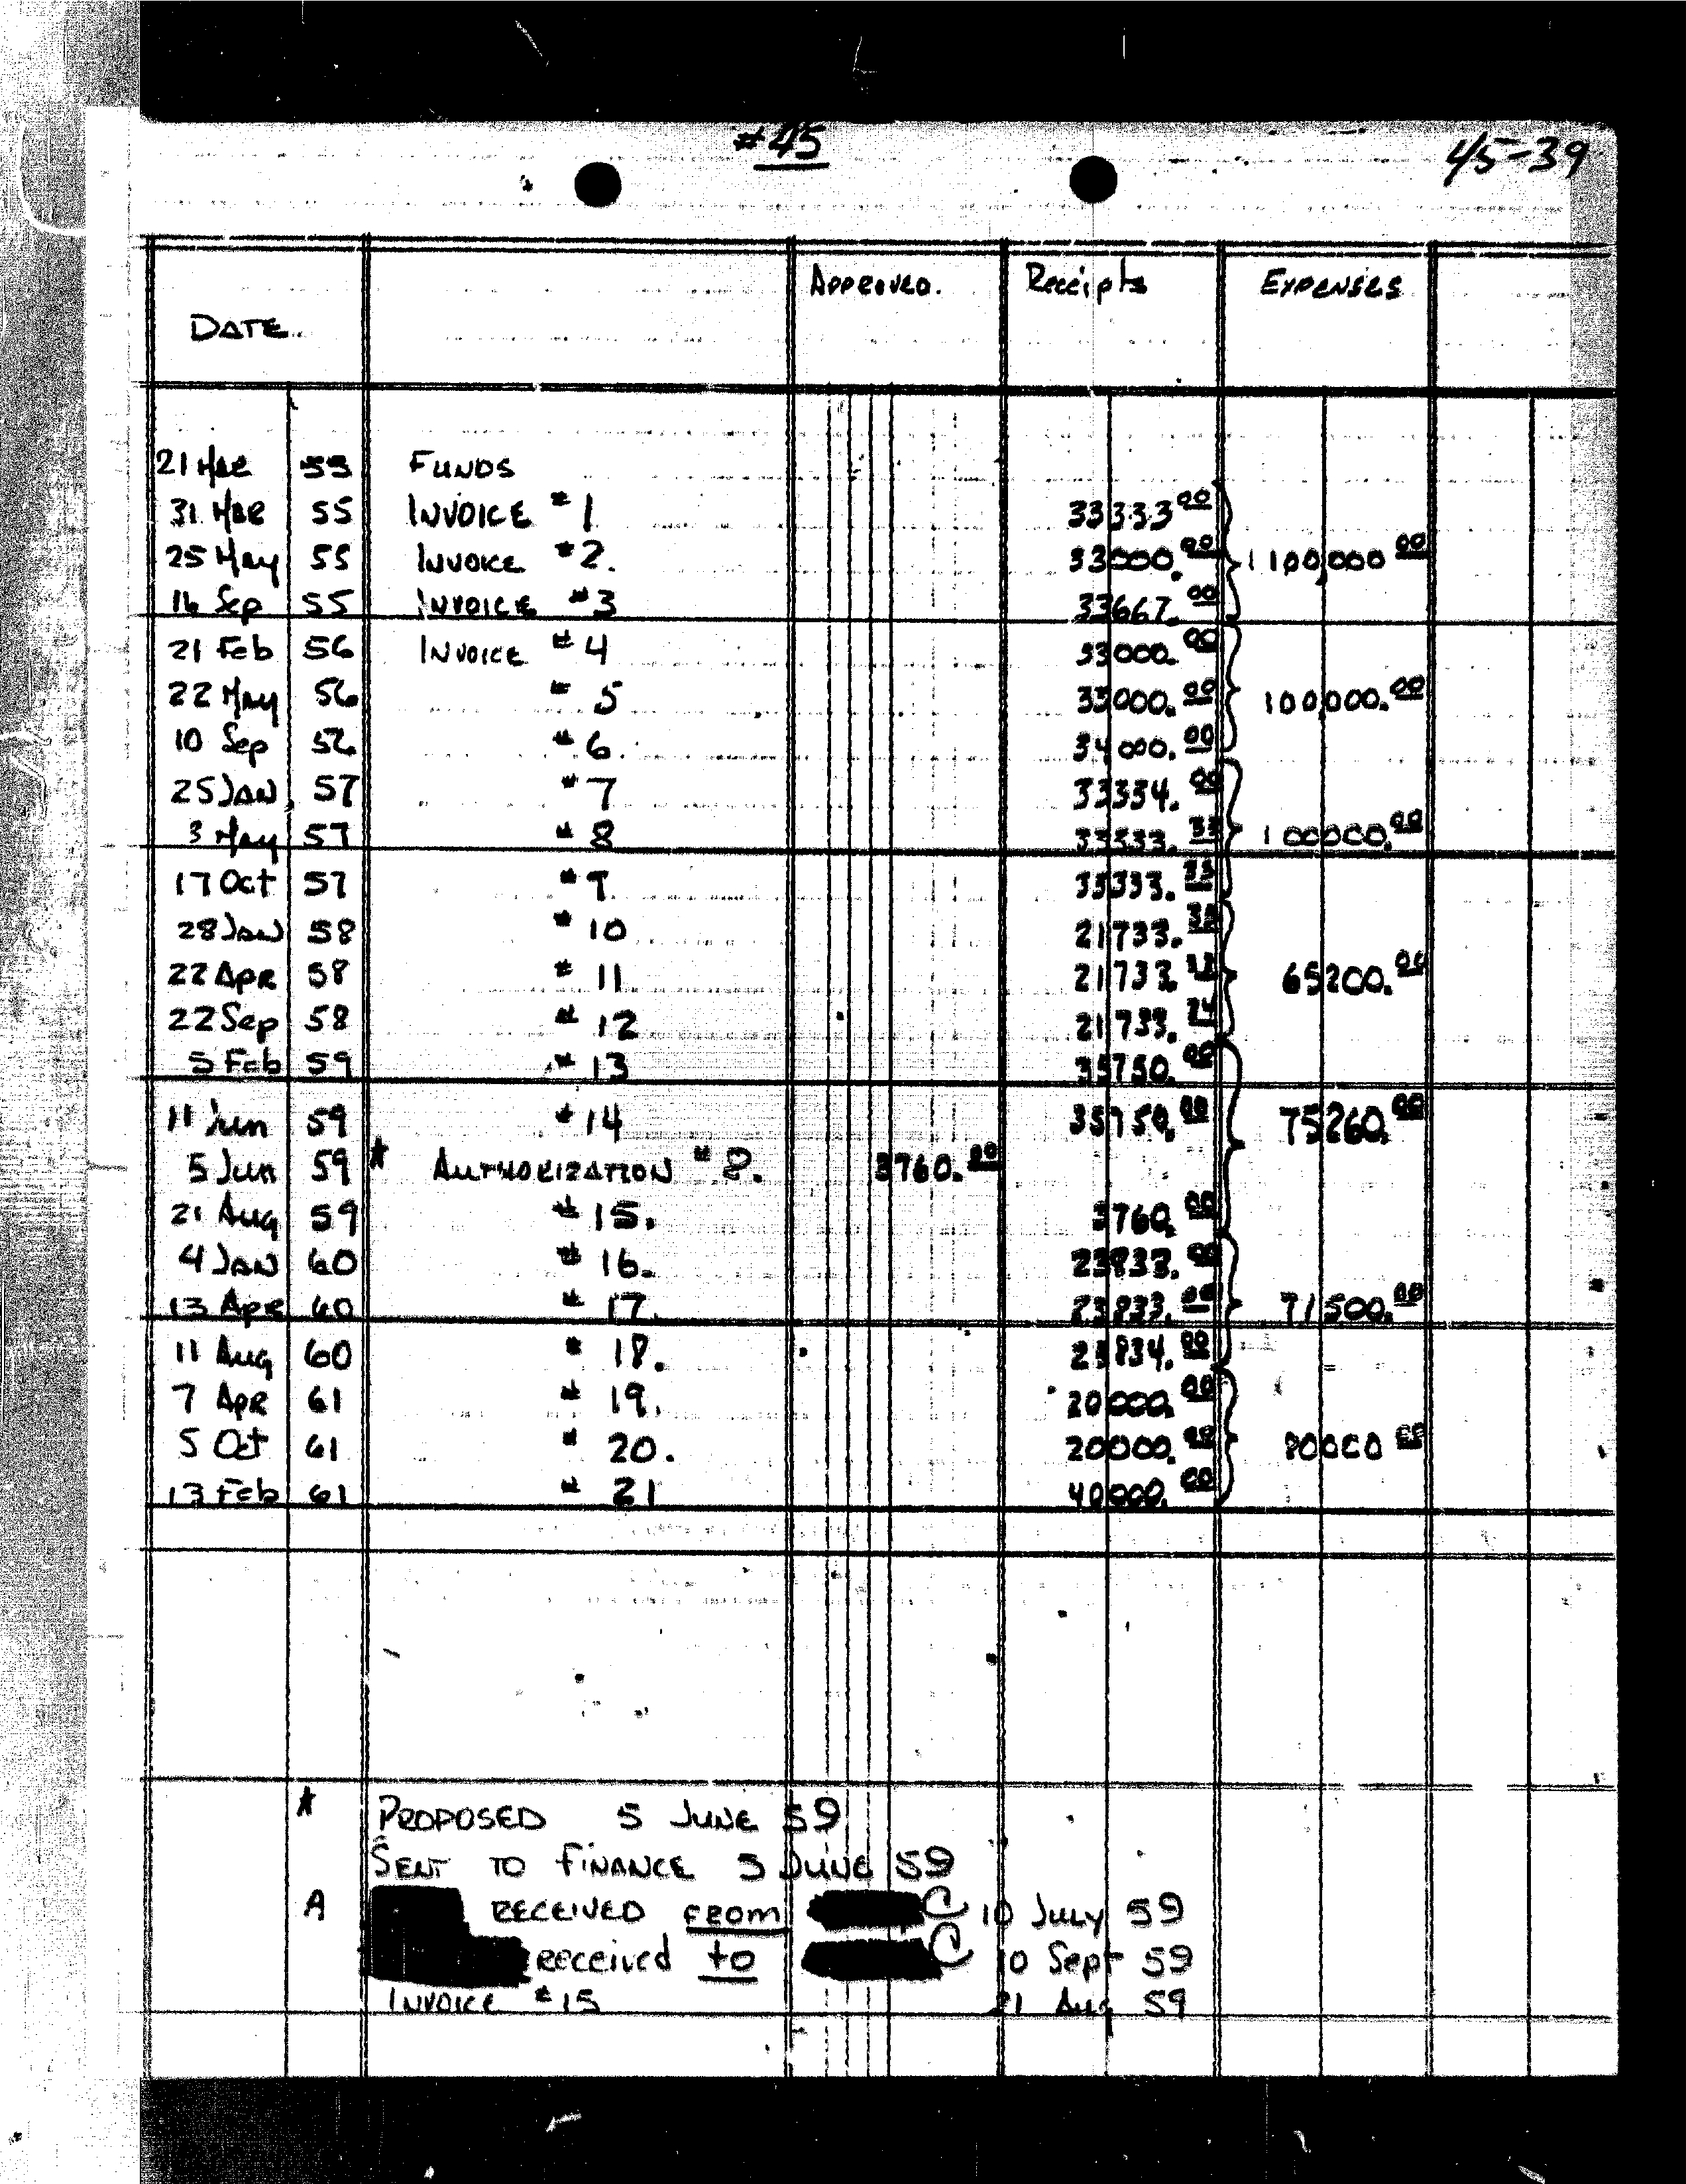 #45
45-39
APPROVED. Receipts EXPENSES
DATE.
21 MAR 55 FUNDS
31 MAR 55 INVOICE #1 33333 00
25 May 55 INVOICE #2. 33000. 00 100,000 00
16 Sep 55 INVOICE #3 33667. 00
21 Feb 56 INVOICE #4 33000. 00
22 May 56 #5 33000. 00 100,000. 00
10 Sep 56 #6. 34000. 00
25 JAN, 57 #7 33334. 00
3 May 57 #8 33333. 33 100000. 00
17 Oct 57 #9 33333. 33
28 JAN 58 #10 21733. 33
22 APR 58 #11 21733. 33 65200. 00
22 Sep 58 #12 21733. 34
5 Feb 59 #13 35750. 00
11 Jun 59 #14 35750. 00 75260. 00
5 Jun 59 * AUTHORIZATION #8. 3760. 00
21 Aug 59 #15. 3760. 00
4 JAN 60 #16. 23833. 00
13 APR 60 #17. 23833. 00 71500. 00
11 Aug 60 #18. 23834. 00
7 APR 61 #19. 20000. 00
5 Oct 61 #20. 20000. 00 80000 00
13 Feb 61 #21 40000. 00
* PROPOSED 5 JUNE 59
SENT TO FINANCE 5 JUNE 59
A RECEIVED FROM C 10 JULY 59
Received to C 10 Sept 59
INVOICE #15 21 Aug 59